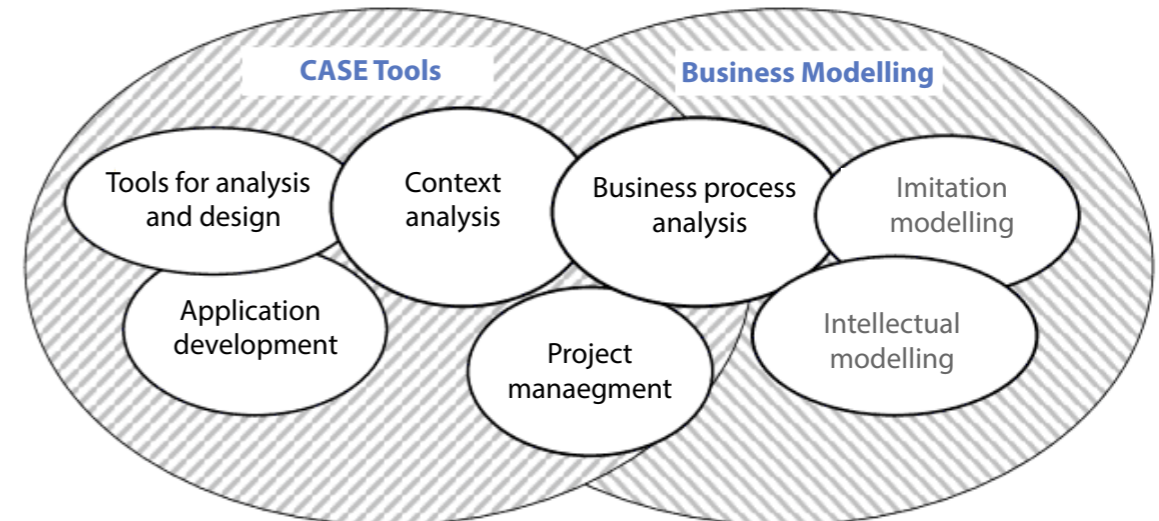 CASE Tools
Business Modelling
Tools for analysis
and design
Context
analysis
Business process
analysis
Imitation
modelling
Application
development
Project
manaegment
Intellectual
modelling